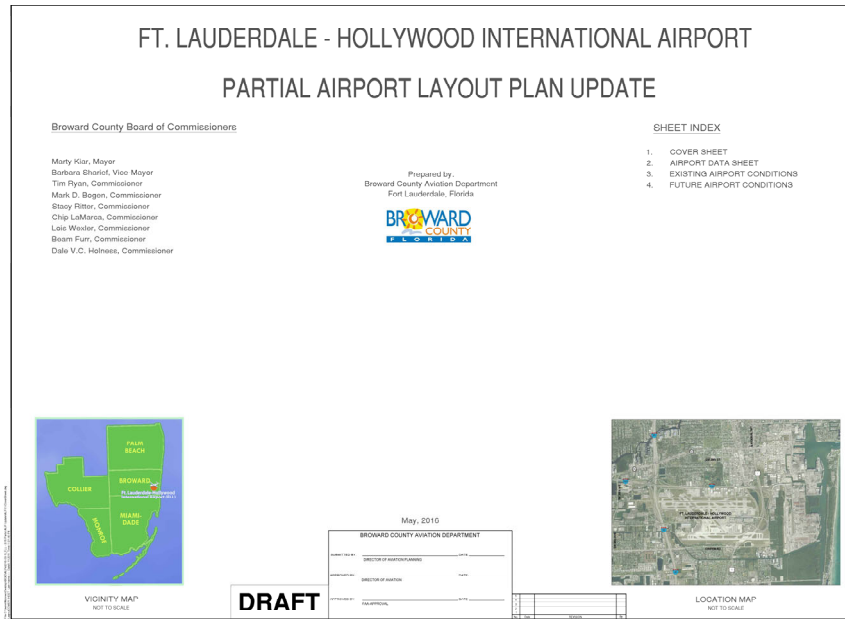 FT. LAUDERDALE - HOLLYWOOD INTERNATIONAL AIRPORT
PARTIAL AIRPORT LAYOUT PLAN UPDATE
Broward County Board of Commissioners
Marty Kiar, Mayor
Barbara Sharief, Vice Mayor
Tim Ryan, Commissioner
Mark D. Bogen, Commissioner
Stacy Ritter, Commissioner
Chip LaMarca, Commissioner
Lois Wexler, Commissioner
Beam Furr, Commissioner
Dale V.C. Holness, Commissioner
Prepared by:
Broward County Aviation Department
Fort Lauderdale, Florida
BROWARD
COUNTY
FLORIDA
SHEET INDEX
1. COVER SHEET
2. AIRPORT DATA SHEET
3. EXISTING AIRPORT CONDITIONS
4. FUTURE AIRPORT CONDITIONS
PALM
BEACH
COLLIER
BROWARD
Ft. Lauderdale-Hollywood
MIAMI-
DADE
MONROE
VICINITY MAP
NOT TO SCALE
DRAFT
May, 2016
BROWARD COUNTY AVIATION DEPARTMENT
DIRECTOR OF AVIATION PLANNING
DIRECTOR OF AVIATION
FAA APPROVAL
FT. LAUDERDALE - HOLLYWOOD
INTERNATIONAL AIRPORT
LOCATION MAP
NOT TO SCALE